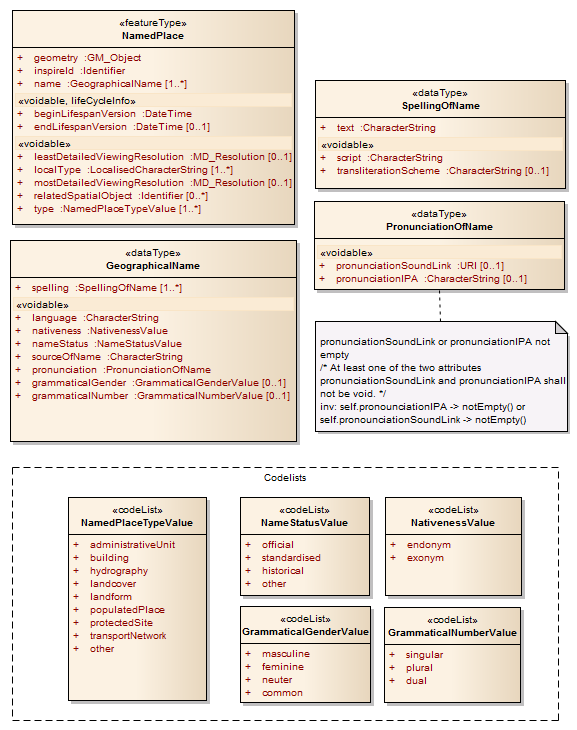 «featureType»
NamedPlace
+ geometry :GM_Object
+ inspireId :Identifier
+ name :GeographicalName [1..*]
«voidable, lifeCycleInfo»
+ beginLifespanVersion :DateTime
+ endLifespanVersion :DateTime [0..1]
«voidable»
+ leastDetailedViewingResolution :MD_Resolution [0..1]
+ localType :LocalisedCharacterString [1..*]
+ mostDetailedViewingResolution :MD_Resolution [0..1]
+ relatedSpatialObject :Identifier [0..*]
+ type :NamedPlaceTypeValue [1..*]
«dataType»
SpellingOfName
+ text :CharacterString
«voidable»
+ script :CharacterString
+ transliterationScheme :CharacterString [0..1]
«dataType»
PronunciationOfName
«voidable»
+ pronunciationSoundLink :URI [0..1]
+ pronunciationIPA :CharacterString [0..1]
«dataType»
GeographicalName
+ spelling :SpellingOfName [1..*]
«voidable»
+ language :CharacterString
+ nativeness :NativenessValue
+ nameStatus :NameStatusValue
+ sourceOfName :CharacterString
+ pronunciation :PronunciationOfName
+ grammaticalGender :GrammaticalGenderValue [0..1]
+ grammaticalNumber :GrammaticalNumberValue [0..1]
pronunciationSoundLink or pronunciationIPA not
empty
/* At least one of the two attributes
pronunciationSoundLink and pronunciationIPA shall
not be void. */
inv: self.pronounciationIPA -> notEmpty() or
self.pronounciationSoundLink -> notEmpty()
Codelists
«codeList»
NamedPlaceTypeValue
+ administrativeUnit
+ building
+ hydrography
+ landcover
+ landform
+ populatedPlace
+ protectedSite
+ transportNetwork
+ other
«codeList»
NameStatusValue
+ official
+ standardised
+ historical
+ other
«codeList»
NativenessValue
+ endonym
+ exonym
«codeList»
GrammaticalGenderValue
+ masculine
+ feminine
+ neuter
+ common
«codeList»
GrammaticalNumberValue
+ singular
+ plural
+ dual